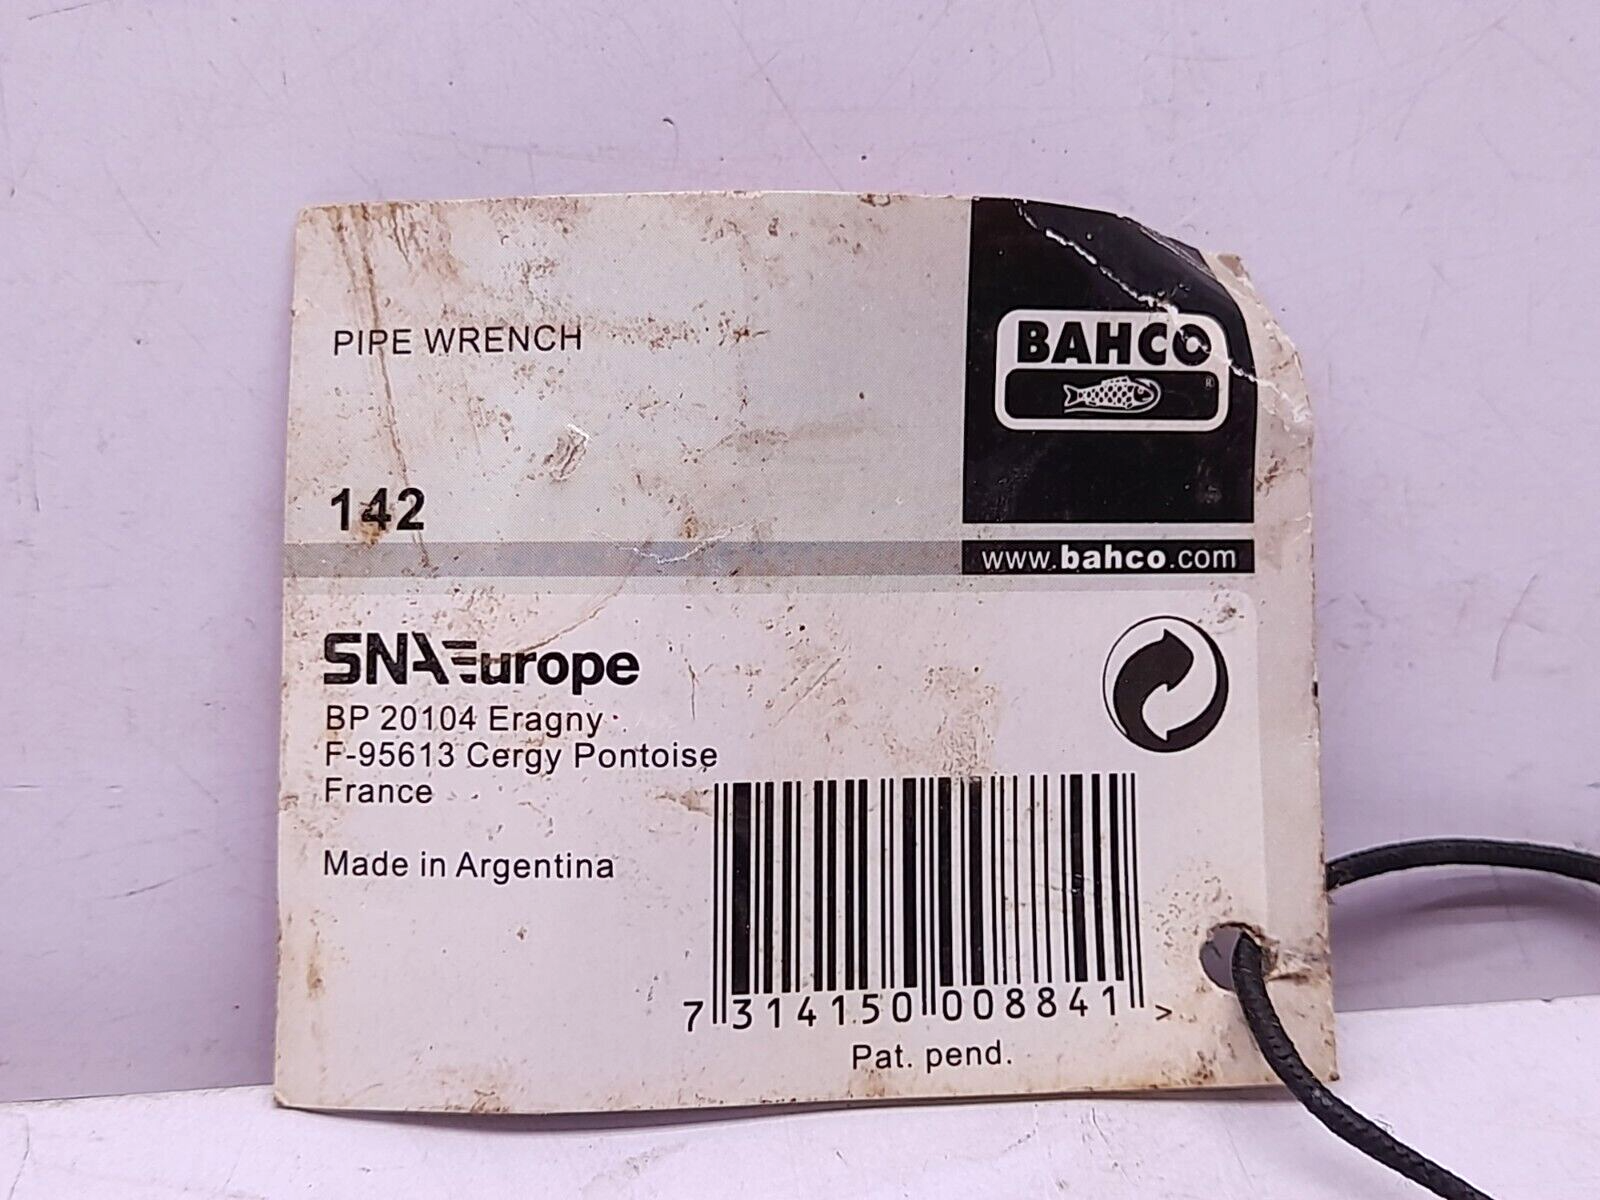 PIPE WRENCH
BAHCO
®
142
www.bahco.com
SNA Europe
BP 20104 Eragny
F-95613 Cergy Pontoise
France
Made in Argentina
7 314150 008841 >
Pat. pend.